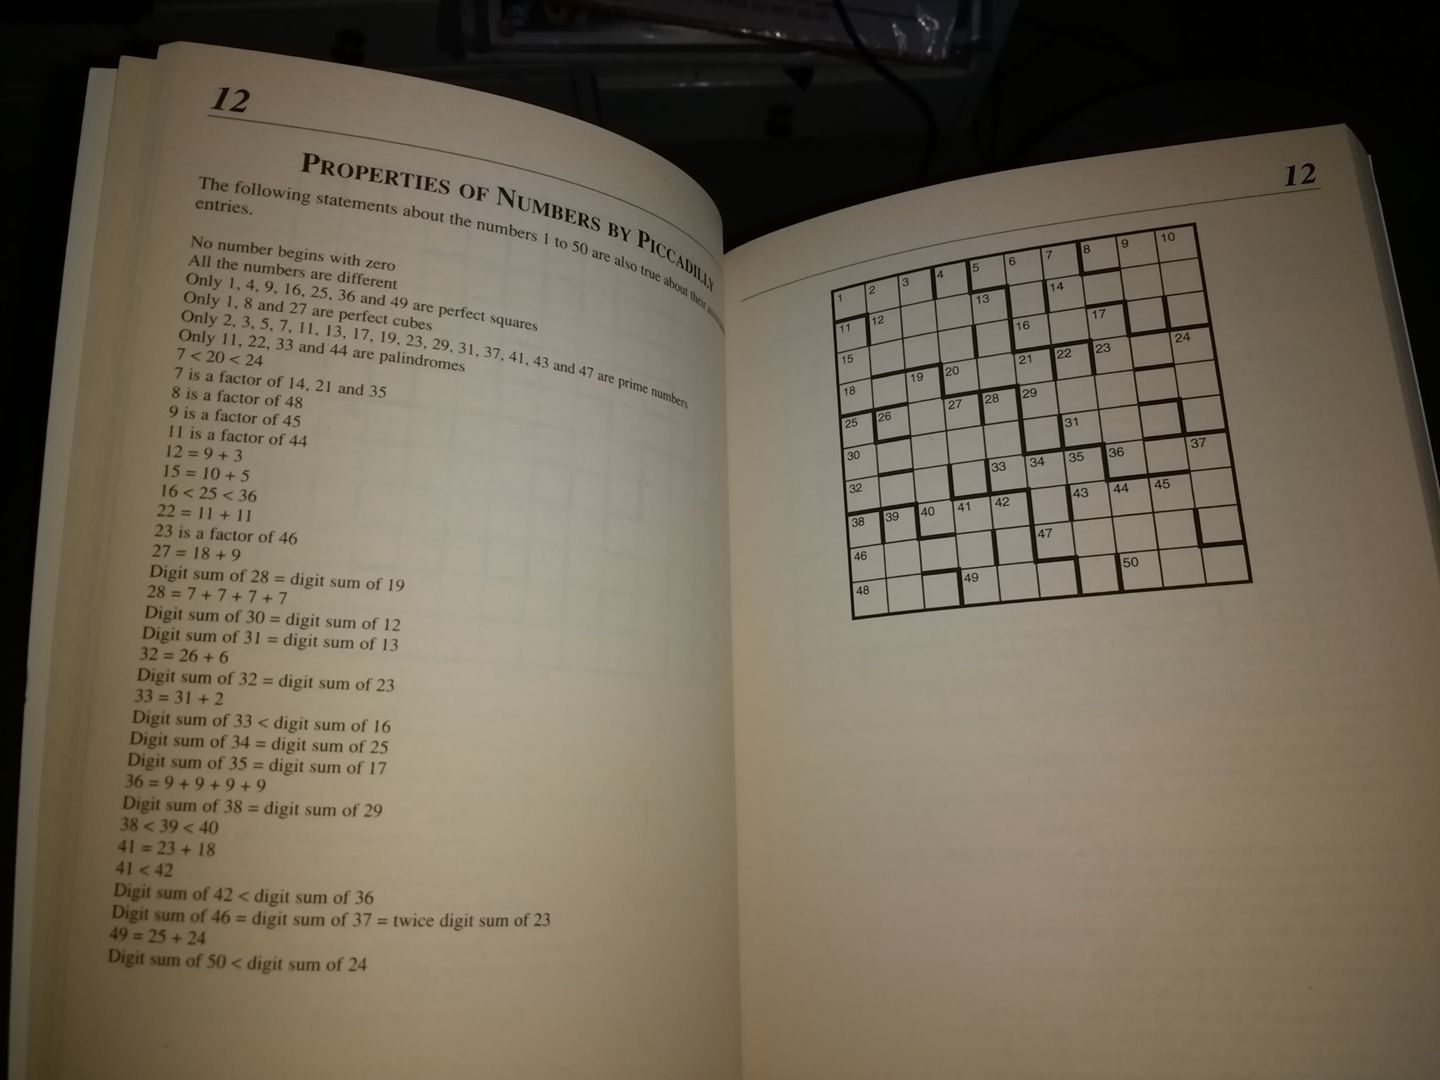 PLEASE DO NOT BEND
12
PROPERTIES OF NUMBERS BY PICCADILLY
The following statements about the numbers 1 to 50 are also true about their
entries.
No number begins with zero
All the numbers are different
Only 1, 4, 9, 16, 25, 36 and 49 are perfect squares
Only 1, 8 and 27 are perfect cubes
Only 2, 3, 5, 7, 11, 13, 17, 19, 23, 29, 31, 37, 41, 43 and 47 are prime numbers
Only 11, 22, 33 and 44 are palindromes
7 < 20 < 24
7 is a factor of 14, 21 and 35
8 is a factor of 48
9 is a factor of 45
11 is a factor of 44
12 = 9 + 3
15 = 10 + 5
16 < 25 < 36
22 = 11 + 11
23 is a factor of 46
27 = 18 + 9
Digit sum of 28 = digit sum of 19
28 = 7 + 7 + 7 + 7
Digit sum of 30 = digit sum of 12
Digit sum of 31 = digit sum of 13
32 = 26 + 6
Digit sum of 32 = digit sum of 23
33 = 31 + 2
Digit sum of 33 < digit sum of 16
Digit sum of 34 = digit sum of 25
Digit sum of 35 = digit sum of 17
36 = 9 + 9 + 9 + 9
Digit sum of 38 = digit sum of 29
38 < 39 < 40
41 = 23 + 18
41 < 42
Digit sum of 42 < digit sum of 36
Digit sum of 46 = digit sum of 37 = twice digit sum of 23
49 = 25 + 24
Digit sum of 50 < digit sum of 24
12
1 2 3 4 5 6 7 8 9 10
11 12 13 14
15 16 17
18 19 20 21 22 23 24
25 26 27 28 29
30 31
32 33 34 35 36 37
38 39 40 41 42 43 44 45
46 47
48 49 50